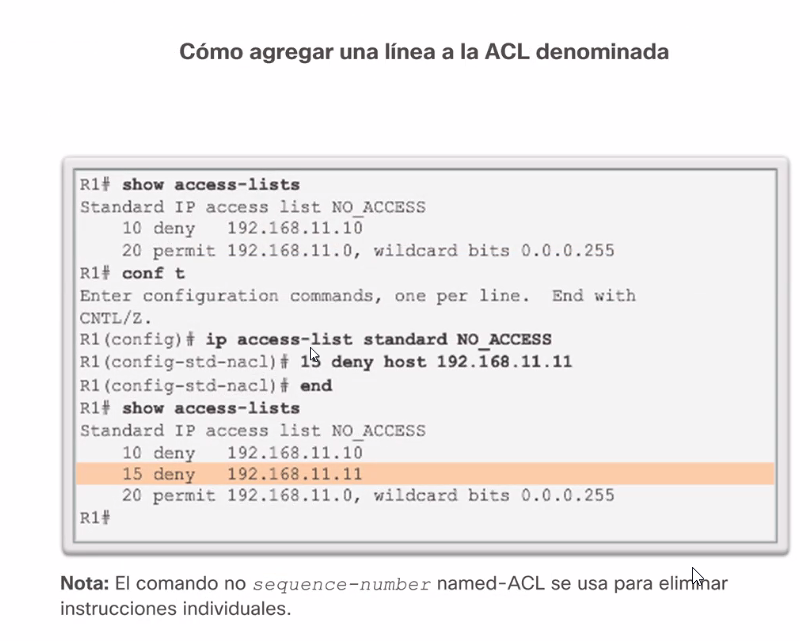 Cómo agregar una línea a la ACL denominada
R1# show access-lists
Standard IP access list NO_ACCESS
10 deny 192.168.11.10
20 permit 192.168.11.0, wildcard bits 0.0.0.255
R1# conf t
Enter configuration commands, one per line. End with
CNTL/Z.
R1(config)# ip access-list standard NO_ACCESS
R1(config-std-nacl)# 15 deny host 192.168.11.11
R1(config-std-nacl)# end
R1# show access-lists
Standard IP access list NO_ACCESS
10 deny 192.168.11.10
15 deny 192.168.11.11
20 permit 192.168.11.0, wildcard bits 0.0.0.255
R1#
Nota: El comando no sequence-number named-ACL se usa para eliminar
instrucciones individuales.